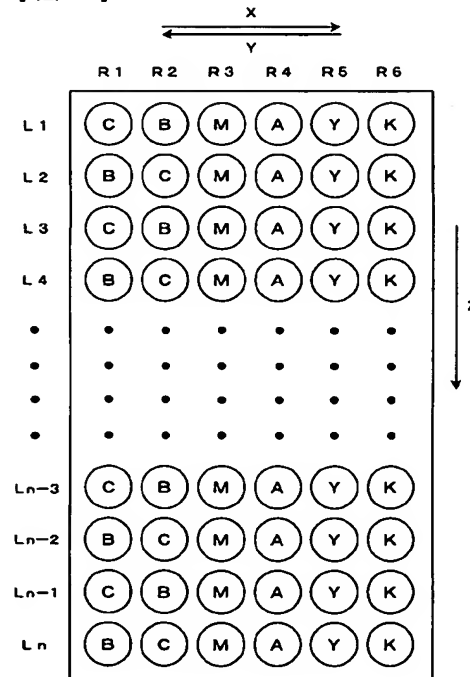 X
Y
R1 R2 R3 R4 R5 R6
L1 C B M A Y K
L2 B C M A Y K
L3 C B M A Y K
L4 B C M A Y K
Z
Ln-3 C B M A Y K
Ln-2 B C M A Y K
Ln-1 C B M A Y K
Ln B C M A Y K